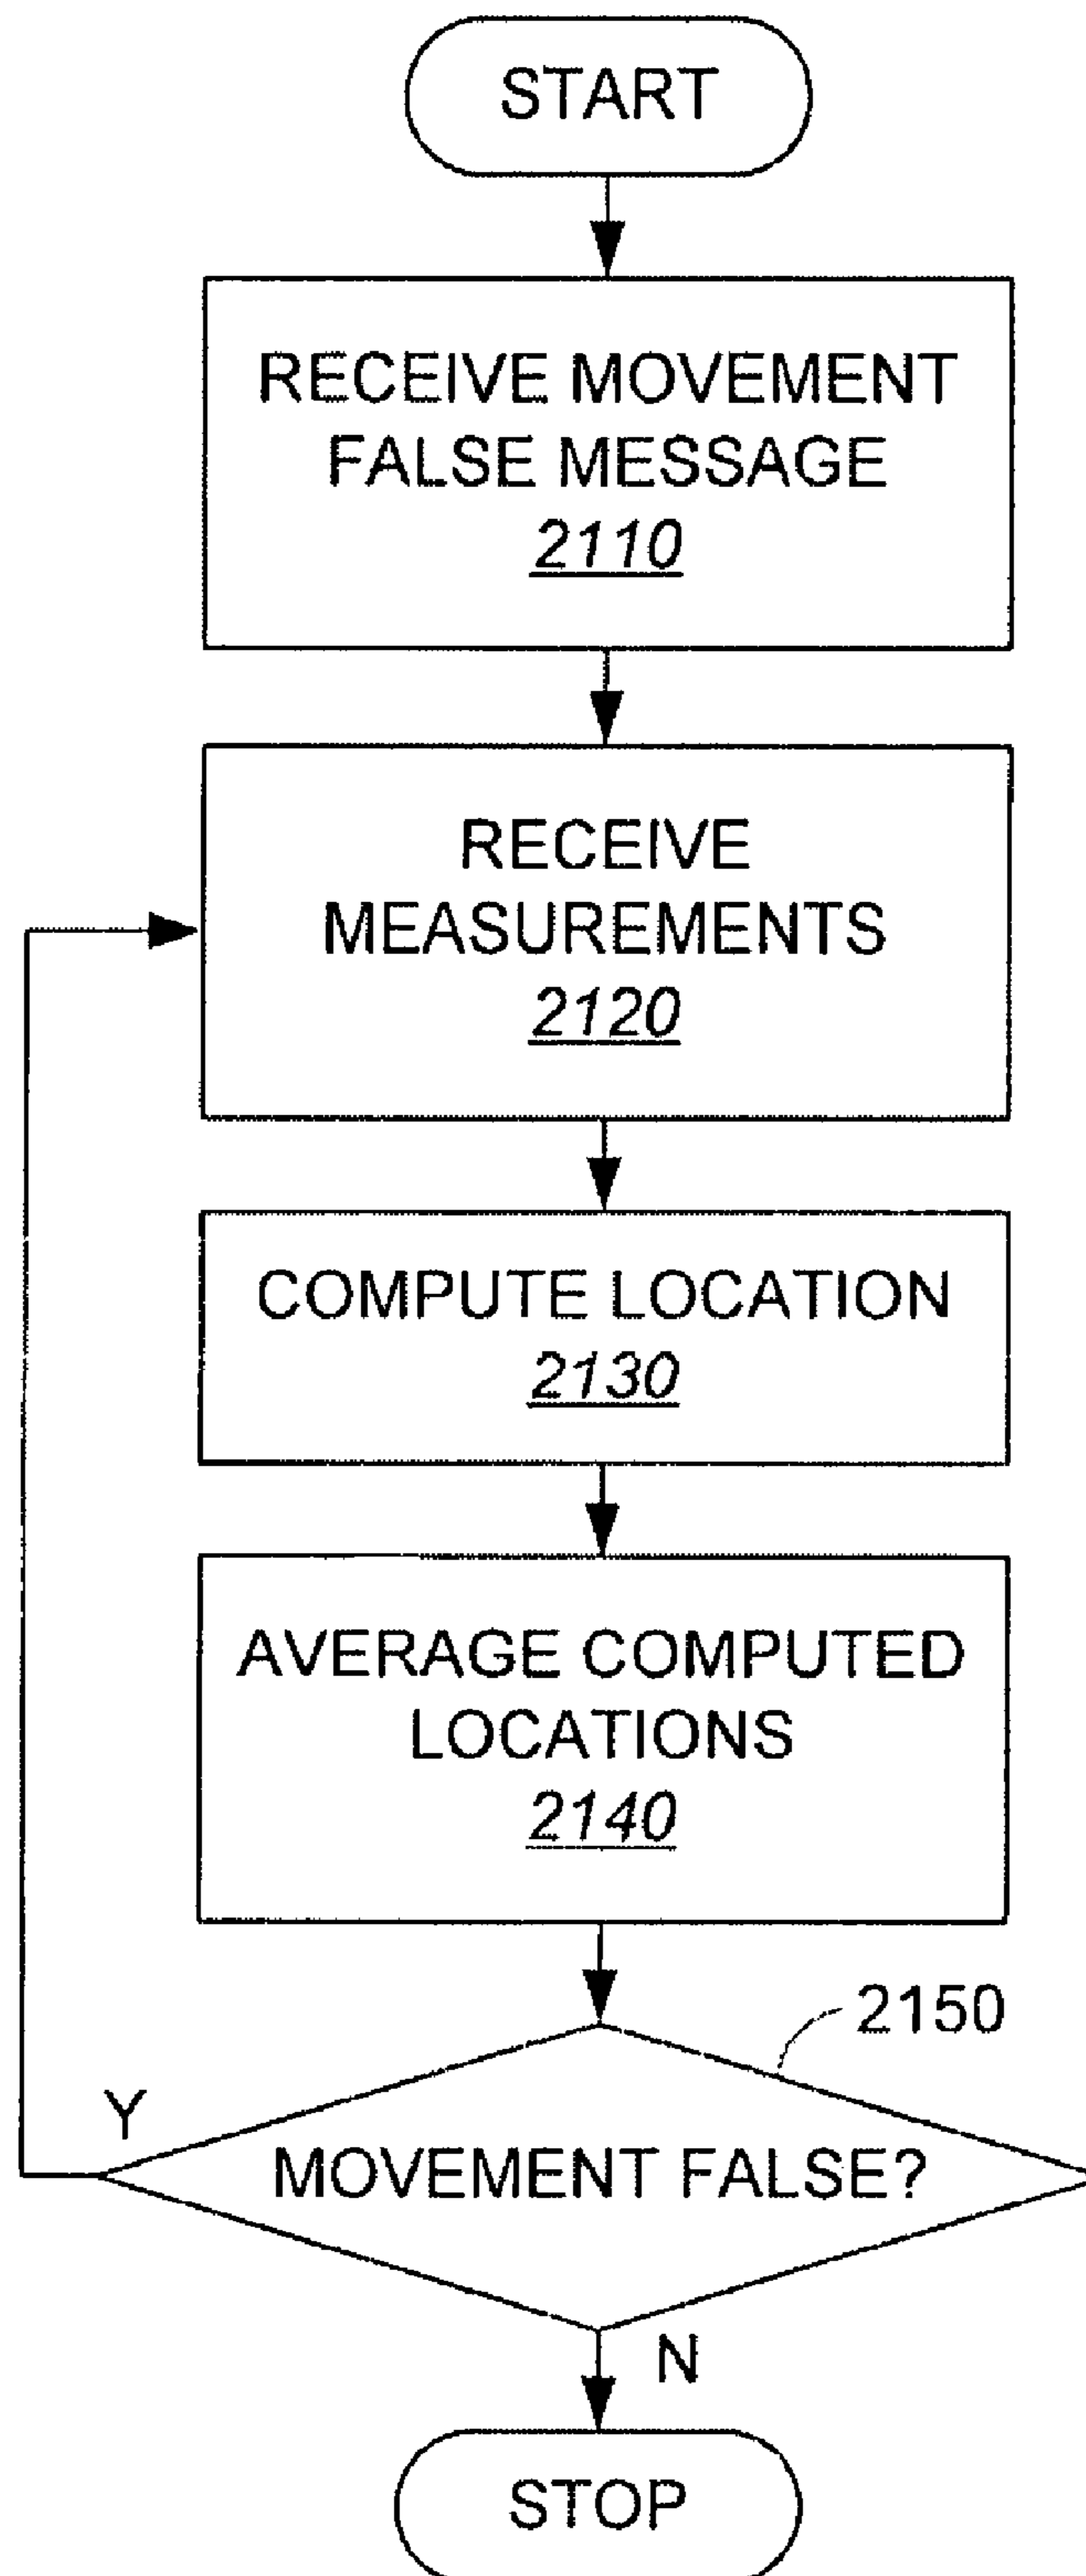 START
RECEIVE MOVEMENT
FALSE MESSAGE
2110
RECEIVE
MEASUREMENTS
2120
COMPUTE LOCATION
2130
AVERAGE COMPUTED
LOCATIONS
2140
2150
Y
MOVEMENT FALSE?
N
STOP